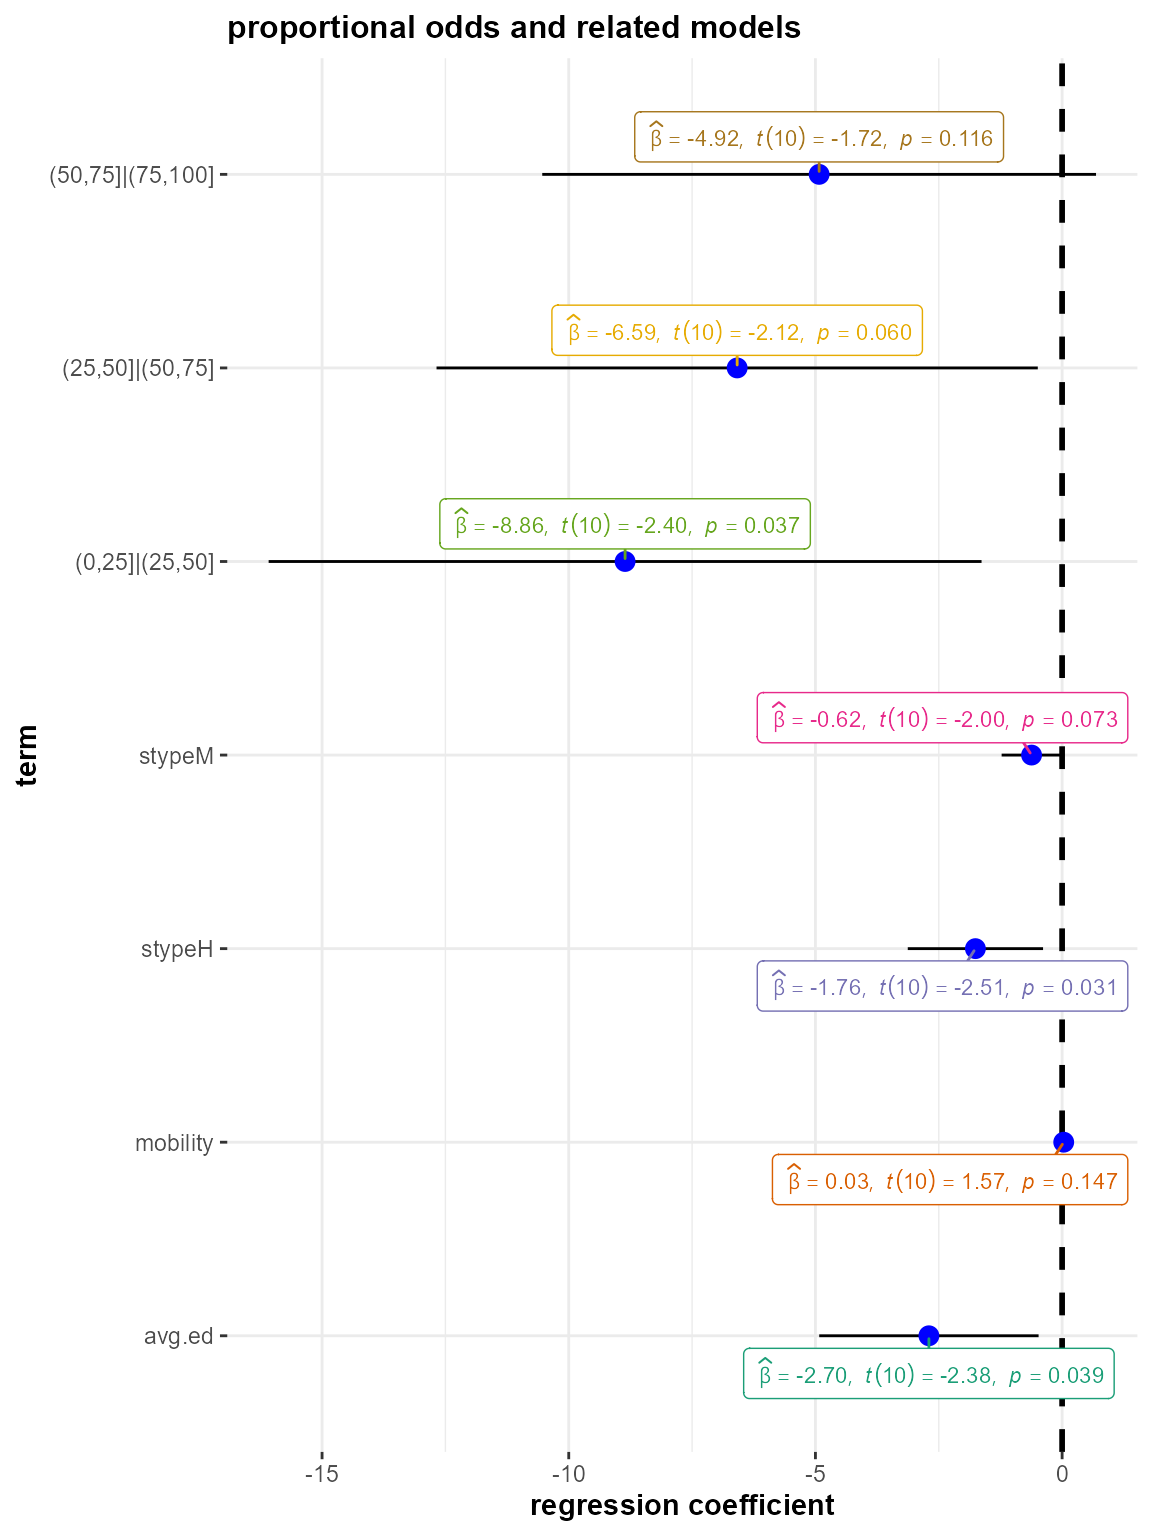 proportional odds and related models
term
(50,75]|(75,100]
β̂ = -4.92, t(10) = -1.72, p = 0.116
(25,50]|(50,75]
β̂ = -6.59, t(10) = -2.12, p = 0.060
(0,25]|(25,50]
β̂ = -8.86, t(10) = -2.40, p = 0.037
stypeM
β̂ = -0.62, t(10) = -2.00, p = 0.073
stypeH
β̂ = -1.76, t(10) = -2.51, p = 0.031
mobility
β̂ = 0.03, t(10) = 1.57, p = 0.147
avg.ed
β̂ = -2.70, t(10) = -2.38, p = 0.039
-15 -10 -5 0
regression coefficient